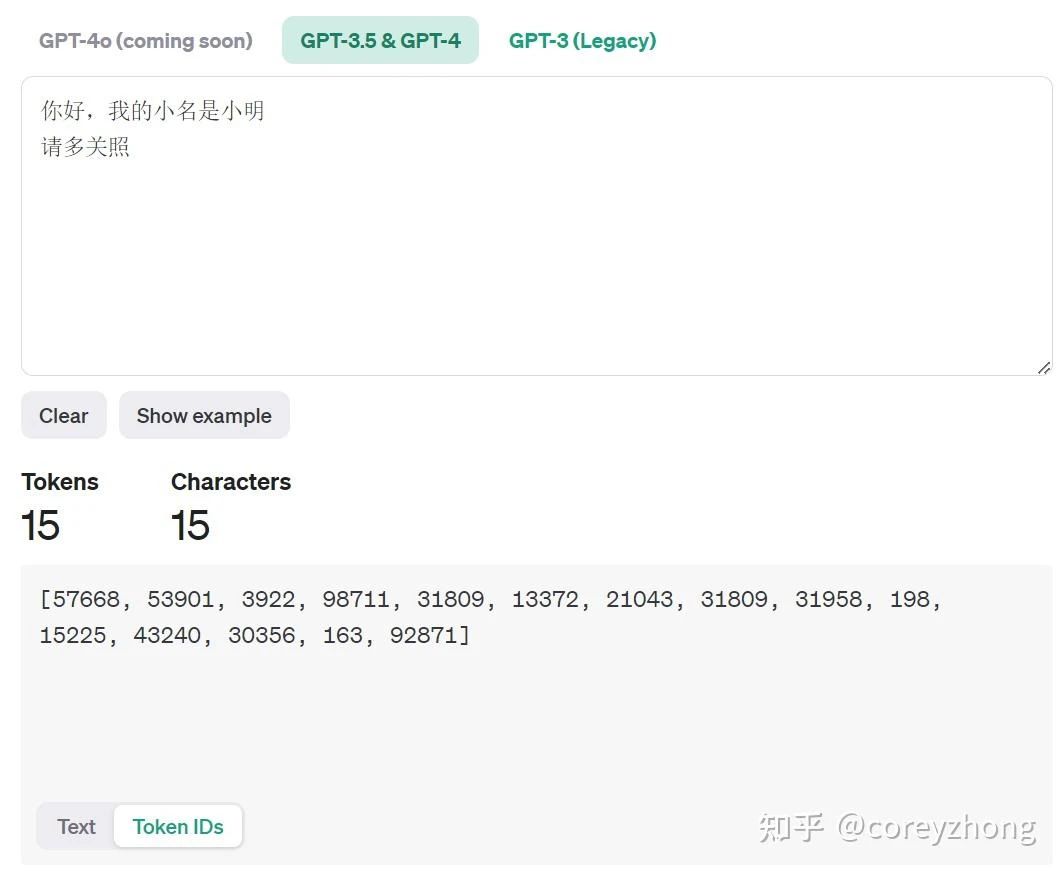 GPT-4o (coming soon) GPT-3.5 & GPT-4 GPT-3 (Legacy)
你好，我的小名是小明
请多关照
Clear Show example
Tokens Characters
15 15
[57668, 53901, 3922, 98711, 31809, 13372, 21043, 31809, 31958, 198,
15225, 43240, 30356, 163, 92871]
Text Token IDs
知乎 @coreyzhong